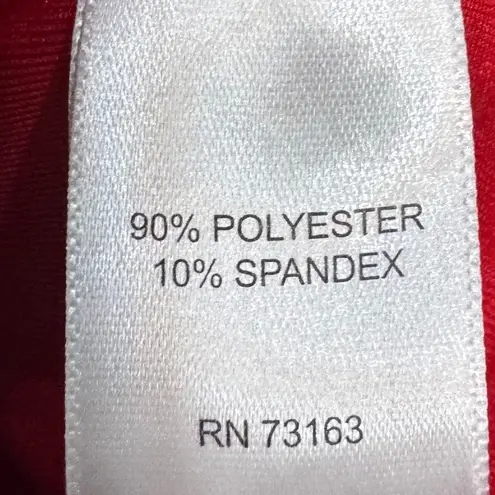 90% POLYESTER
10% SPANDEX
RN 73163